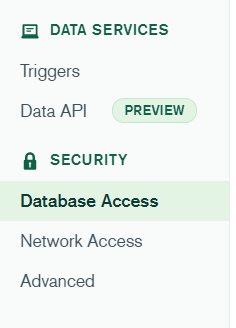 DATA SERVICES
Triggers
Data API PREVIEW
SECURITY
Database Access
Network Access
Advanced